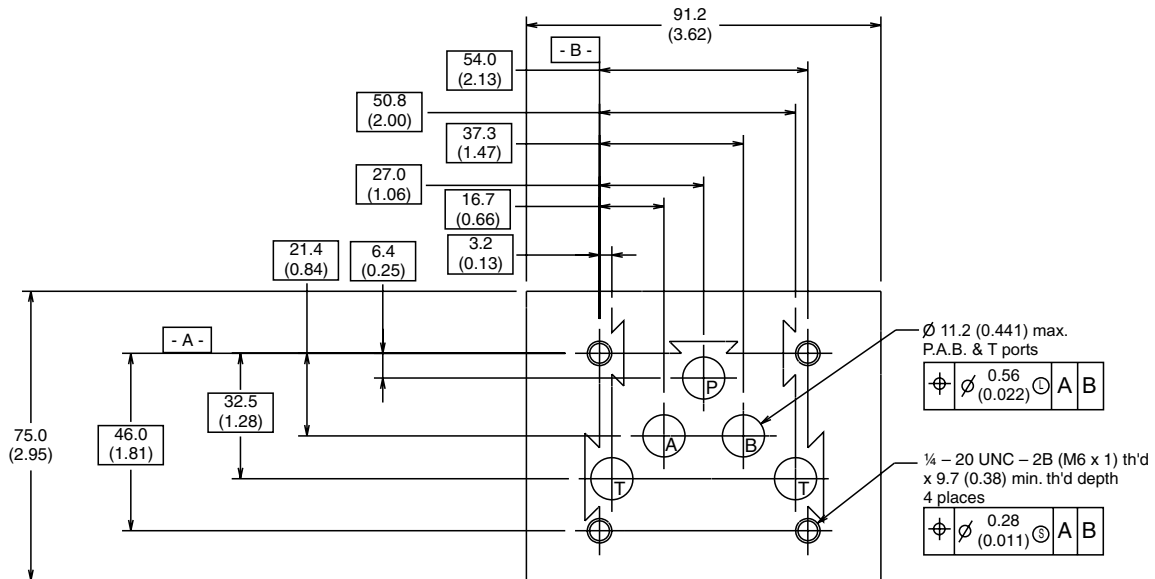 91.2
(3.62)
- B -
54.0
(2.13)
50.8
(2.00)
37.3
(1.47)
27.0
(1.06)
16.7
(0.66)
3.2
(0.13)
21.4
(0.84)
6.4
(0.25)
- A -
32.5
(1.28)
46.0
(1.81)
75.0
(2.95)
P
A
B
T
T
Ø 11.2 (0.441) max.
P.A.B. & T ports
⌖ Ø 0.56 (0.022) Ⓛ A B
¼ – 20 UNC – 2B (M6 x 1) th'd
x 9.7 (0.38) min. th'd depth
4 places
⌖ Ø 0.28 (0.011) Ⓢ A B